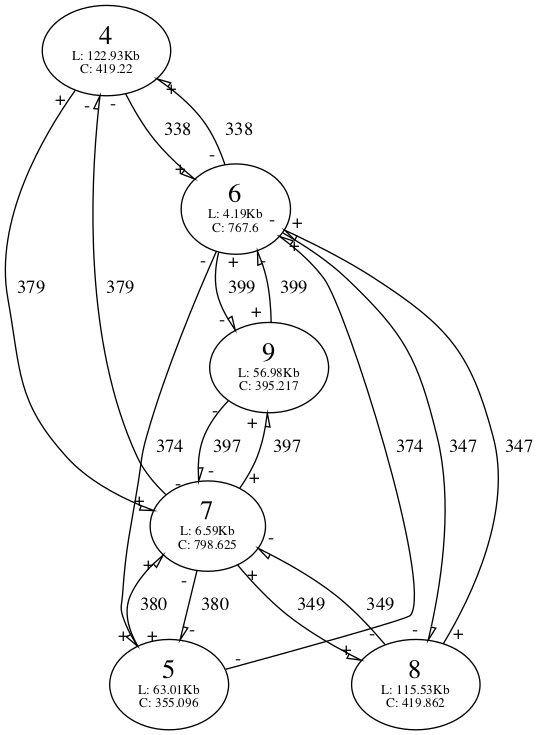 4
L: 122.93Kb
C: 419.22
+ - -
+
338 338
+ -
6
L: 4.19Kb
C: 767.6
- +
+
- + -
379 379 399 399
- +
9
L: 56.98Kb
C: 395.217
- +
374 397 397 374 347 347
- - +
+
7
L: 6.59Kb
C: 798.625
-
+ - +
380 380 349 349
+ + - - - +
+
5
L: 63.01Kb
C: 355.096
-
8
L: 115.53Kb
C: 419.862